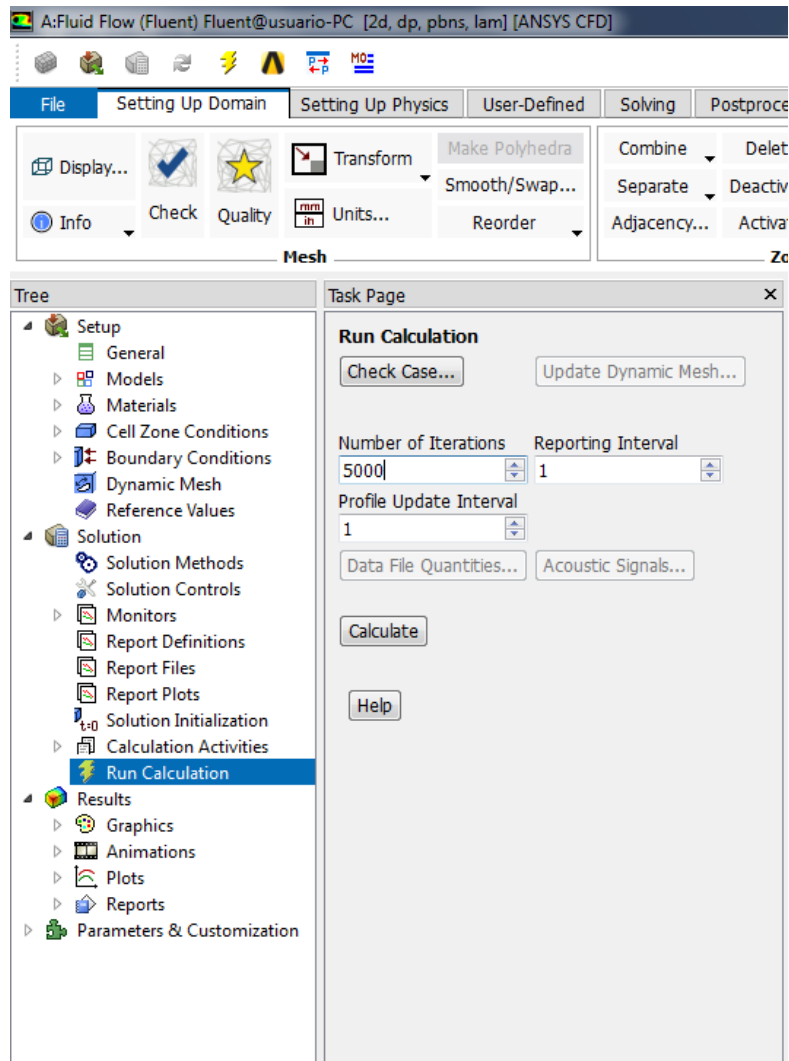 A:Fluid Flow (Fluent) Fluent@usuario-PC [2d, dp, pbns, lam] [ANSYS CFD]
File Setting Up Domain Setting Up Physics User-Defined Solving Postproce
Display... Check Quality Transform Make Polyhedra Combine Delet
Smooth/Swap... Separate Deactiv
Info Units... Reorder Adjacency... Activa
Mesh Zo
Tree
Setup
General
Models
Materials
Cell Zone Conditions
Boundary Conditions
Dynamic Mesh
Reference Values
Solution
Solution Methods
Solution Controls
Monitors
Report Definitions
Report Files
Report Plots
t=0 Solution Initialization
Calculation Activities
Run Calculation
Results
Graphics
Animations
Plots
Reports
Parameters & Customization
Task Page
Run Calculation
Check Case... Update Dynamic Mesh...
Number of Iterations Reporting Interval
5000 1
Profile Update Interval
1
Data File Quantities... Acoustic Signals...
Calculate
Help